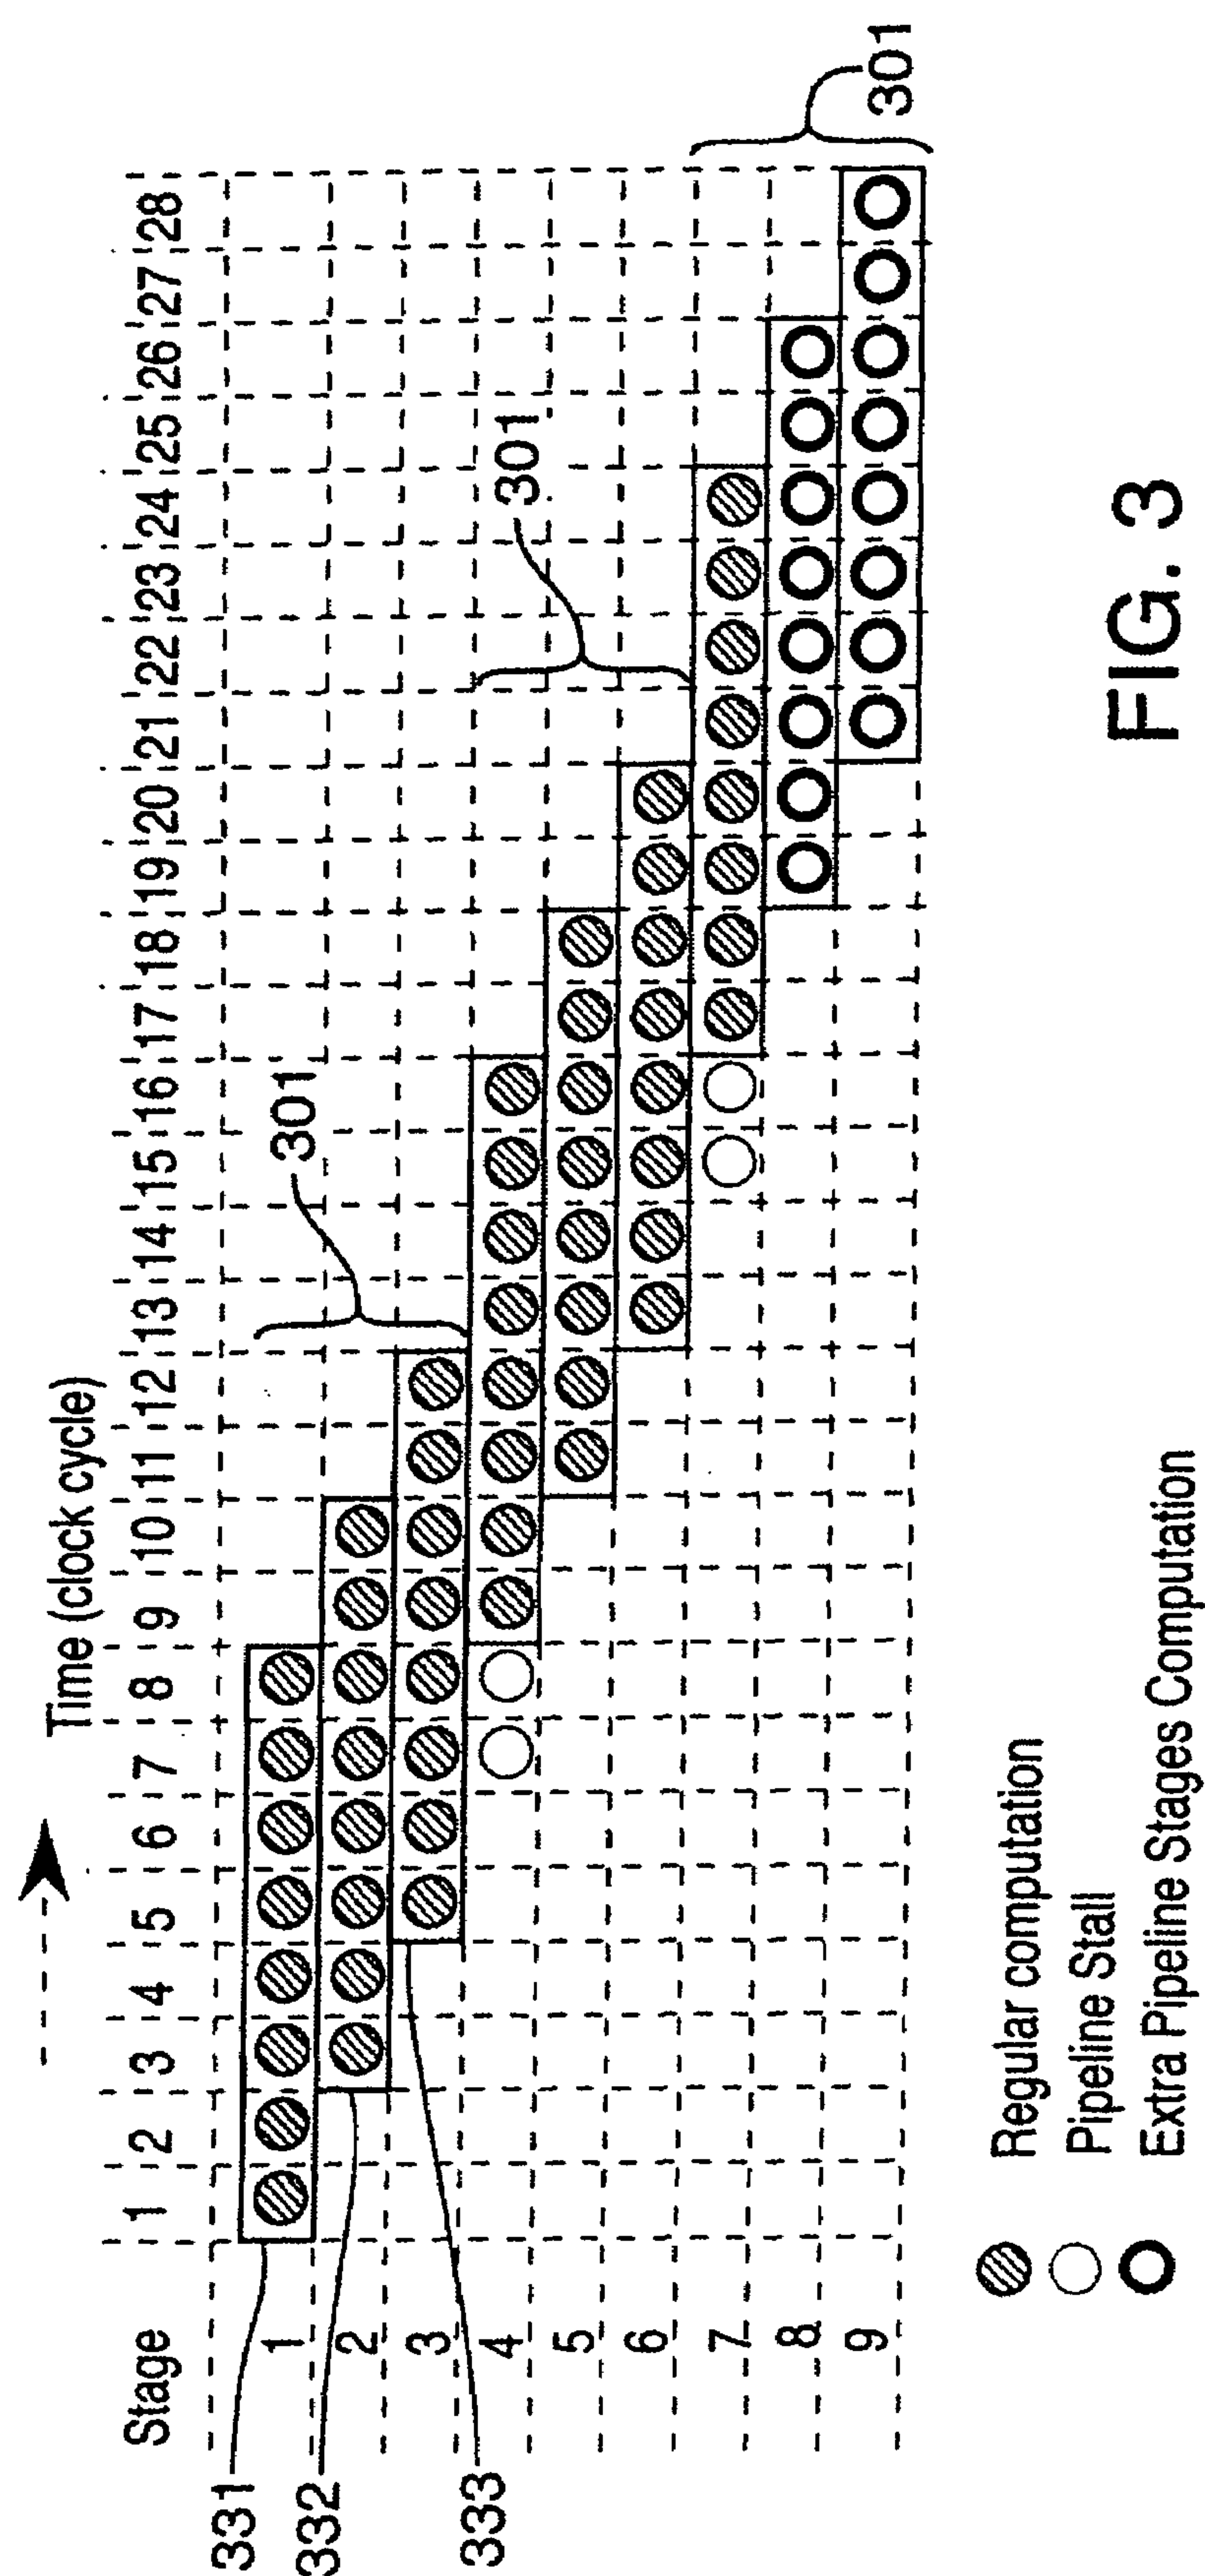 Time (clock cycle)
Stage 1 2 3 4 5 6 7 8 9 10 11 12 13 14 15 16 17 18 19 20 21 22 23 24 25 26 27 28
331
1
332
2
333
3
4
5
6
7
8
9
301
301
301
Regular computation
Pipeline Stall
Extra Pipeline Stages Computation
FIG. 3